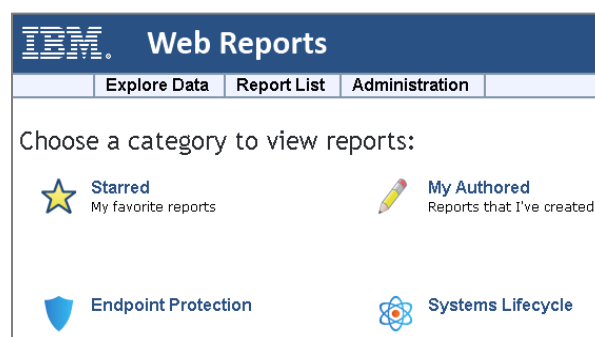 IBM. Web Reports
Explore Data Report List Administration
Choose a category to view reports:
Starred My Authored
My favorite reports Reports that I've created
Endpoint Protection Systems Lifecycle